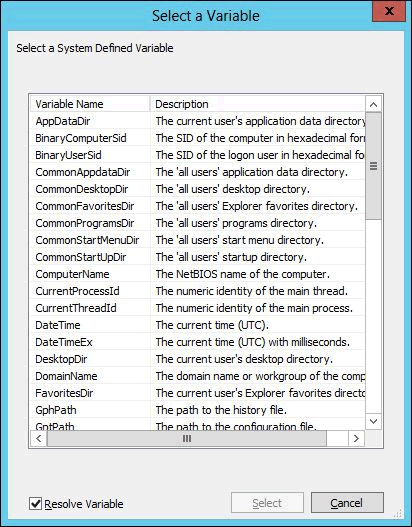 Select a Variable
x
Select a System Defined Variable
Variable Name Description
AppDataDir The current user's application data directory
BinaryComputerSid The SID of the computer in hexadecimal for
BinaryUserSid The SID of the logon user in hexadecimal for
CommonAppdataDir The 'all users' application data directory.
CommonDesktopDir The 'all users' desktop directory.
CommonFavoritesDir The 'all users' Explorer favorites directory.
CommonProgramsDir The 'all users' programs directory.
CommonStartMenuDir The 'all users' start menu directory.
CommonStartUpDir The 'all users' startup directory.
ComputerName The NetBIOS name of the computer.
CurrentProcessId The numeric identity of the main thread.
CurrentThreadId The numeric identity of the main process.
DateTime The current time (UTC).
DateTimeEx The current time (UTC) with milliseconds.
DesktopDir The current user's desktop directory.
DomainName The domain name or workgroup of the comp
FavoritesDir The current user's Explorer favorites directo
GphPath The path to the history file.
GptPath The path to the configuration file.
Resolve Variable Select Cancel